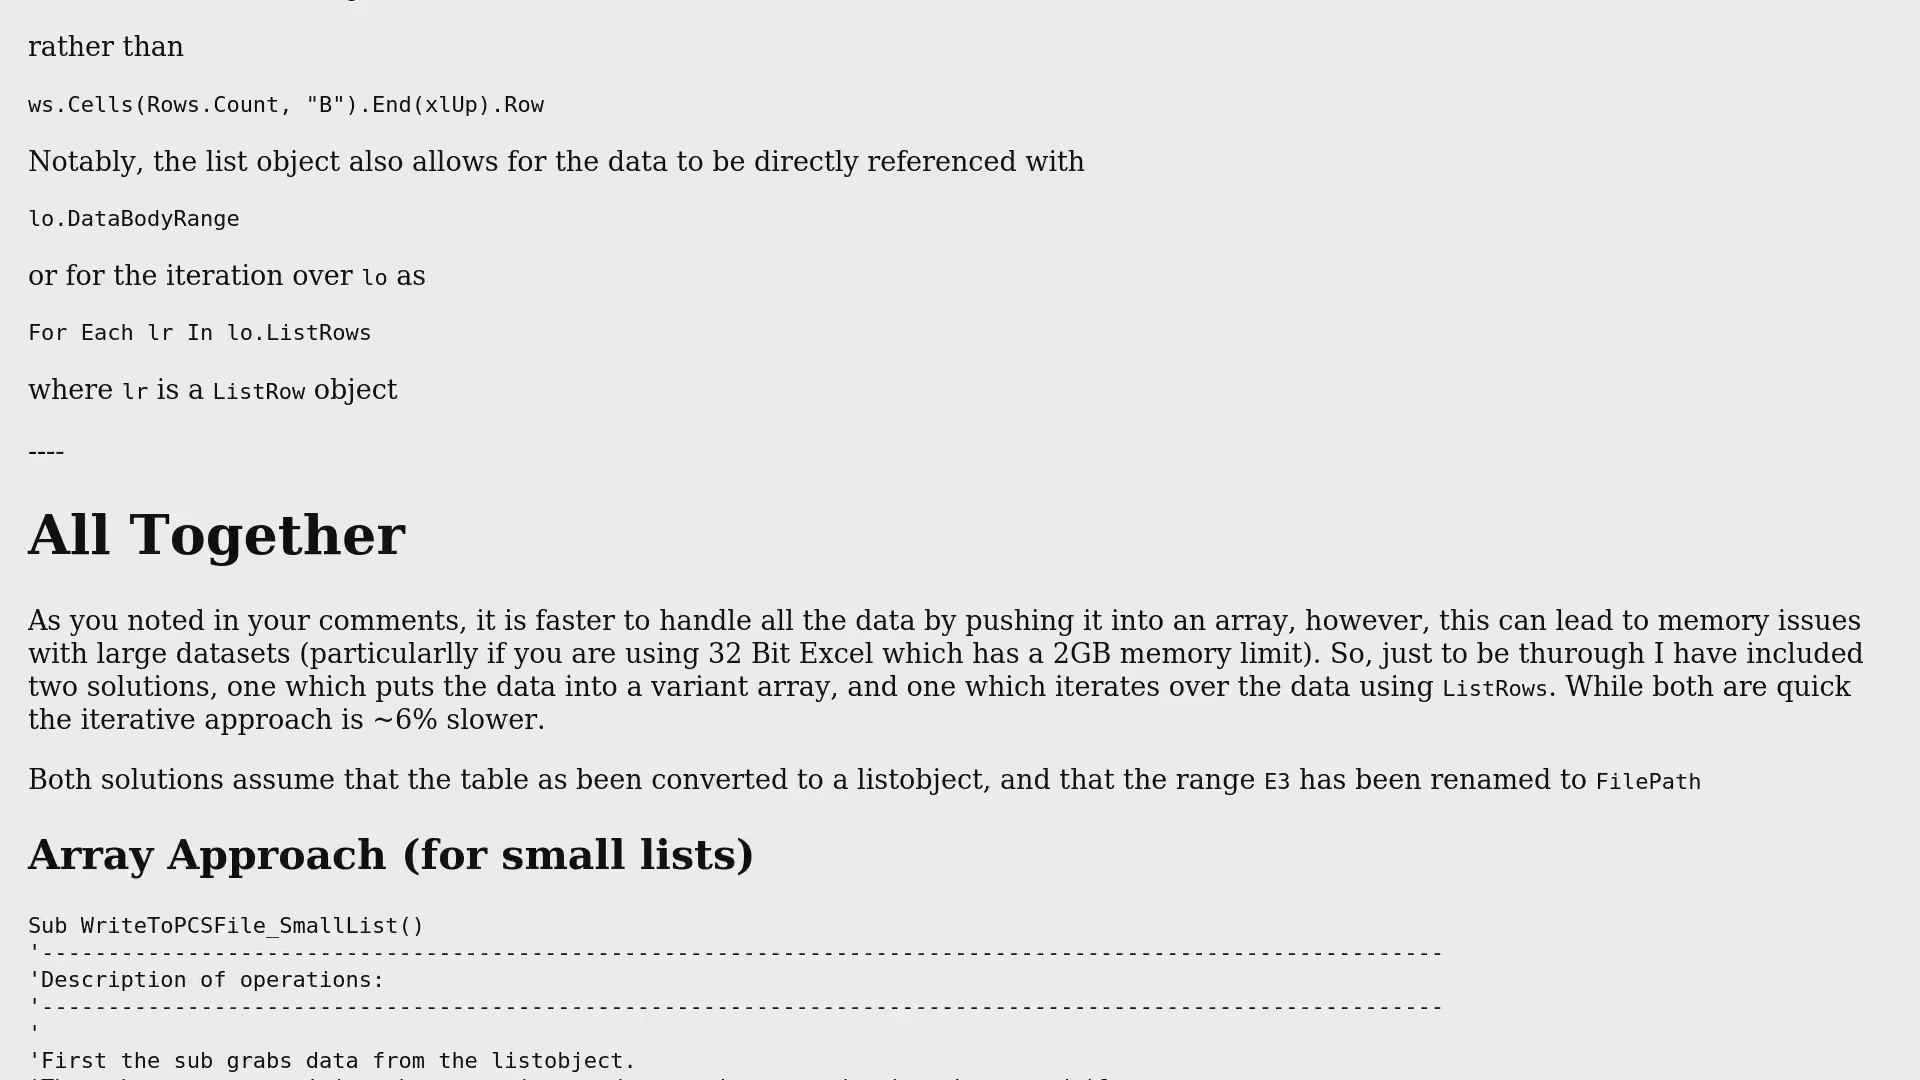 rather than
ws.Cells(Rows.Count, "B").End(xlUp).Row
Notably, the list object also allows for the data to be directly referenced with
lo.DataBodyRange
or for the iteration over lo as
For Each lr In lo.ListRows
where lr is a ListRow object
----
All Together
As you noted in your comments, it is faster to handle all the data by pushing it into an array, however, this can lead to memory issues
with large datasets (particularlly if you are using 32 Bit Excel which has a 2GB memory limit). So, just to be thurough I have included
two solutions, one which puts the data into a variant array, and one which iterates over the data using ListRows. While both are quick
the iterative approach is ~6% slower.
Both solutions assume that the table as been converted to a listobject, and that the range E3 has been renamed to FilePath
Array Approach (for small lists)
Sub WriteToPCSFile_SmallList()
'----------------------------------------------------------------------------------------------------------
'Description of operations:
'----------------------------------------------------------------------------------------------------------
'
'First the sub grabs data from the listobject.